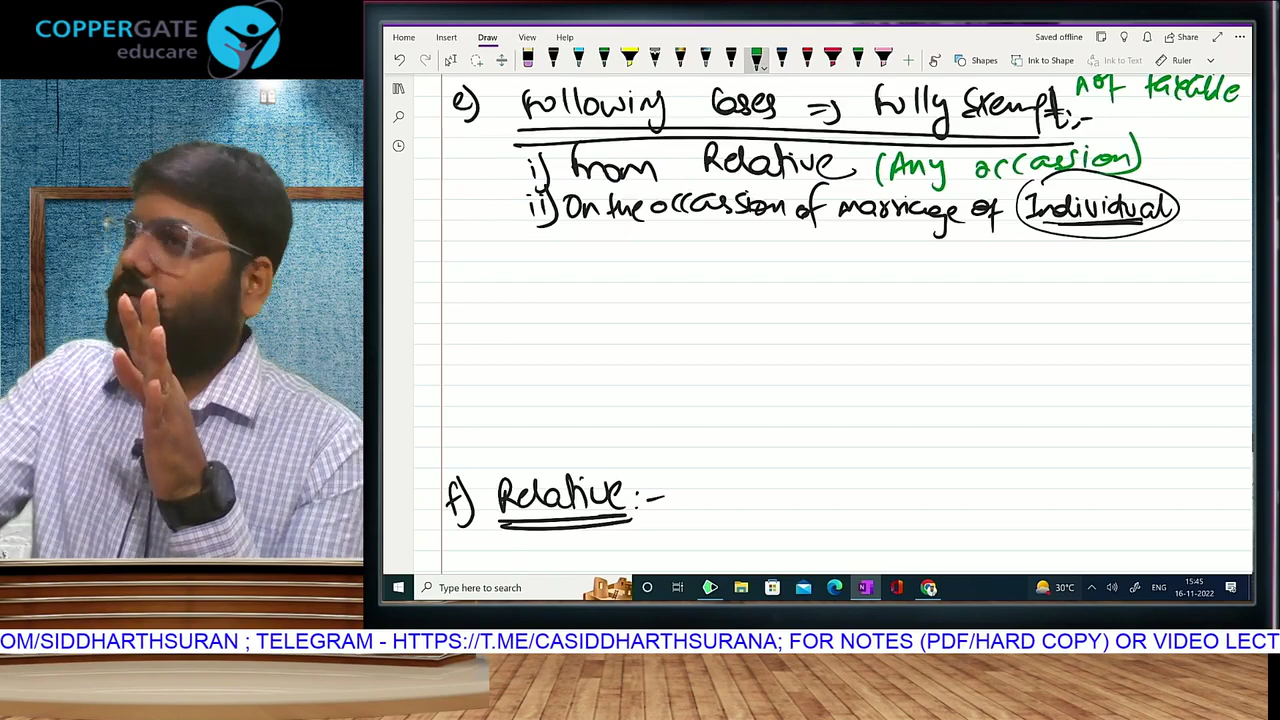 COPPERGATE
educare
Home Insert Draw View Help
Saved offline
Share
Shapes
Ink to Shape
Ink to Text
Ruler
not taxable
e) Following Cases => Fully Exempt:-
i) From Relative (Any occassion)
ii) On the occassion of marriage of Individual
f) Relative:-
Type here to search
30°C
ENG
15:45
16-11-2022
OM/SIDDHARTHSURAN ; TELEGRAM - HTTPS://T.ME/CASIDDHARTHSURANA; FOR NOTES (PDF/HARD COPY) OR VIDEO LECT